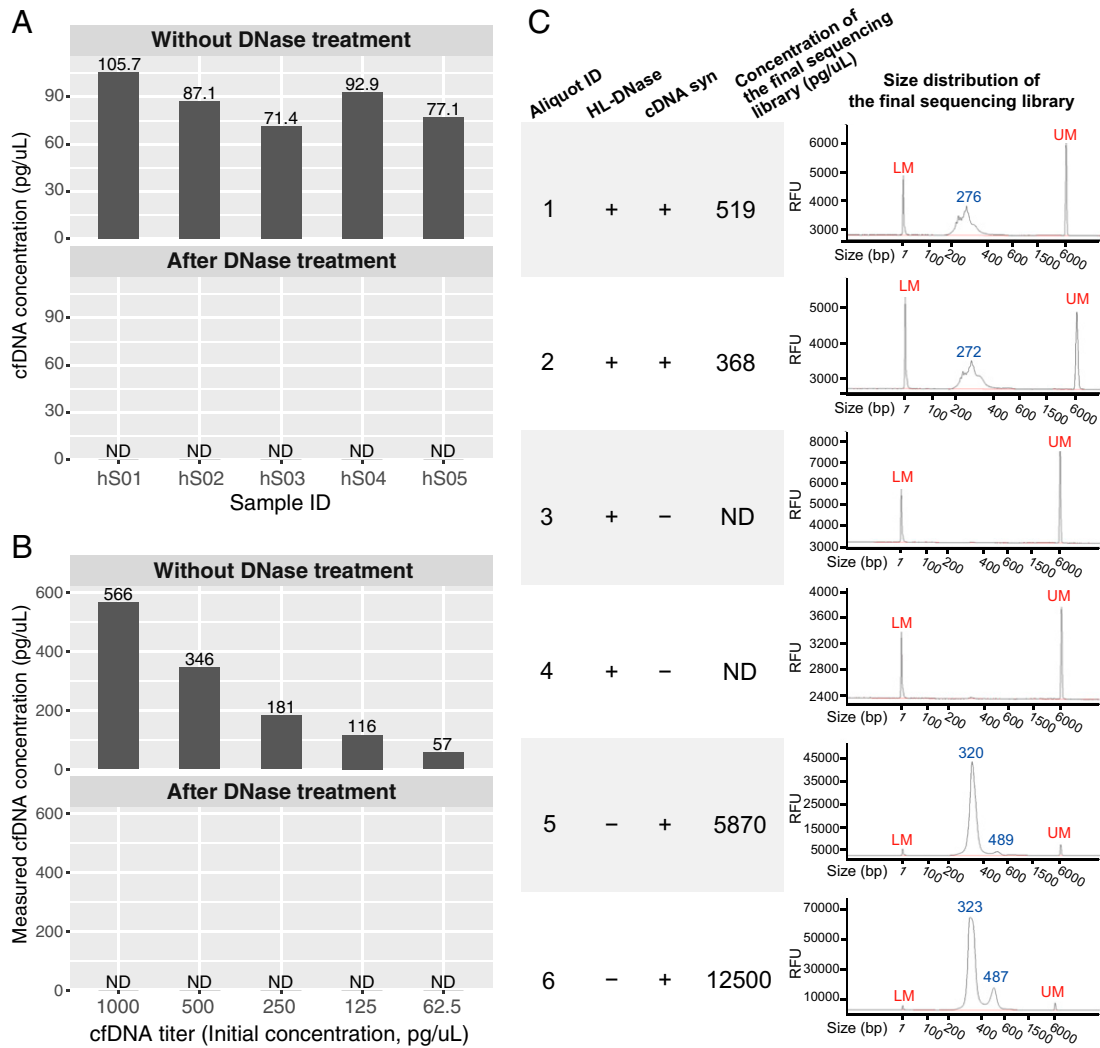 A
Without DNase treatment
105.7
87.1
71.4
92.9
77.1
90
60
30
0
After DNase treatment
90
60
30
0
ND ND ND ND ND
hS01 hS02 hS03 hS04 hS05
Sample ID
cfDNA concentration (pg/uL)
B
Without DNase treatment
566
346
181
116
57
600
400
200
0
After DNase treatment
600
400
200
0
ND ND ND ND ND
1000 500 250 125 62.5
cfDNA titer (Initial concentration, pg/uL)
Measured cfDNA concentration (pg/uL)
C
Aliquot ID
HL-DNase
cDNA syn
Concentration of
the final sequencing
library (pg/uL)
Size distribution of
the final sequencing library
1 + + 519
6000
5000
4000
3000
RFU
LM
276
UM
Size (bp) 1 100 200 400 600 1500 6000
2 + + 368
5000
4000
3000
RFU
LM
272
UM
Size (bp) 1 100 200 400 600 1500 6000
3 + − ND
8000
7000
6000
5000
4000
3000
RFU
LM
UM
Size (bp) 1 100 200 400 600 1500 6000
4 + − ND
4000
3600
3200
2800
2400
RFU
LM
UM
Size (bp) 1 100 200 400 600 1500 6000
5 − + 5870
45000
35000
25000
15000
5000
RFU
LM
320
489
UM
Size (bp) 1 100 200 400 600 1500 6000
6 − + 12500
70000
50000
30000
10000
RFU
LM
323
487
UM
Size (bp) 1 100 200 400 600 1500 6000